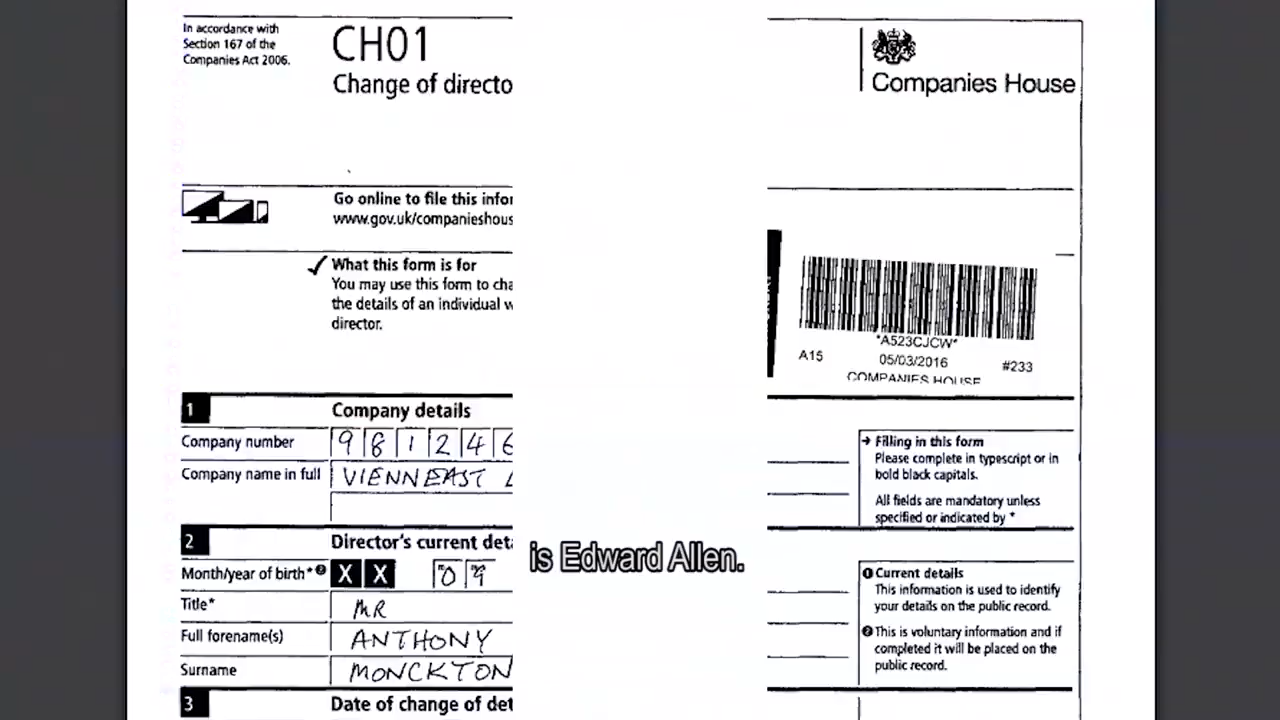 In accordance with
Section 167 of the
Companies Act 2006.
CH01
Change of directo
Companies House
Go online to file this infor
www.gov.uk/companieshous
✓ What this form is for
You may use this form to cha
the details of an individual w
director.
*A523CJCW*
A15 05/03/2016 #233
COMPANIES HOUSE
1 Company details
Company number 9 8 1 2 4 6
Company name in full VIENNEAST L
→ Filling in this form
Please complete in typescript or in
bold black capitals.
All fields are mandatory unless
specified or indicated by *
2 Director's current deta
Month/year of birth* ❷ X X 0 9
Title* MR
Full forename(s) ANTHONY
Surname MONCKTON
is Edward Allen.
❶ Current details
This information is used to identify
your details on the public record.
❷ This is voluntary information and if
completed it will be placed on the
public record.
3 Date of change of det